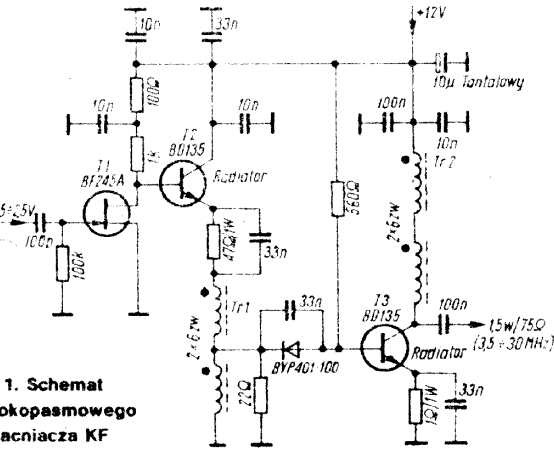 10n
33n
+12V
10µ Tantalowy
100Ω
10n
10n
100n
10n
1k
T2
BD135
Radiator
T1
BF245A
Tr2
2×6zw
560Ω
100n
100k
47Ω/1W
33n
Tr1
2×6zw
33n
T3
BD135
100n
1,5W/75Ω
(3,5÷30MHz)
Radiator
22Ω
BYP401-100
1Ω/1W
33n
1. Schemat
okopasmowego
acniacza KF